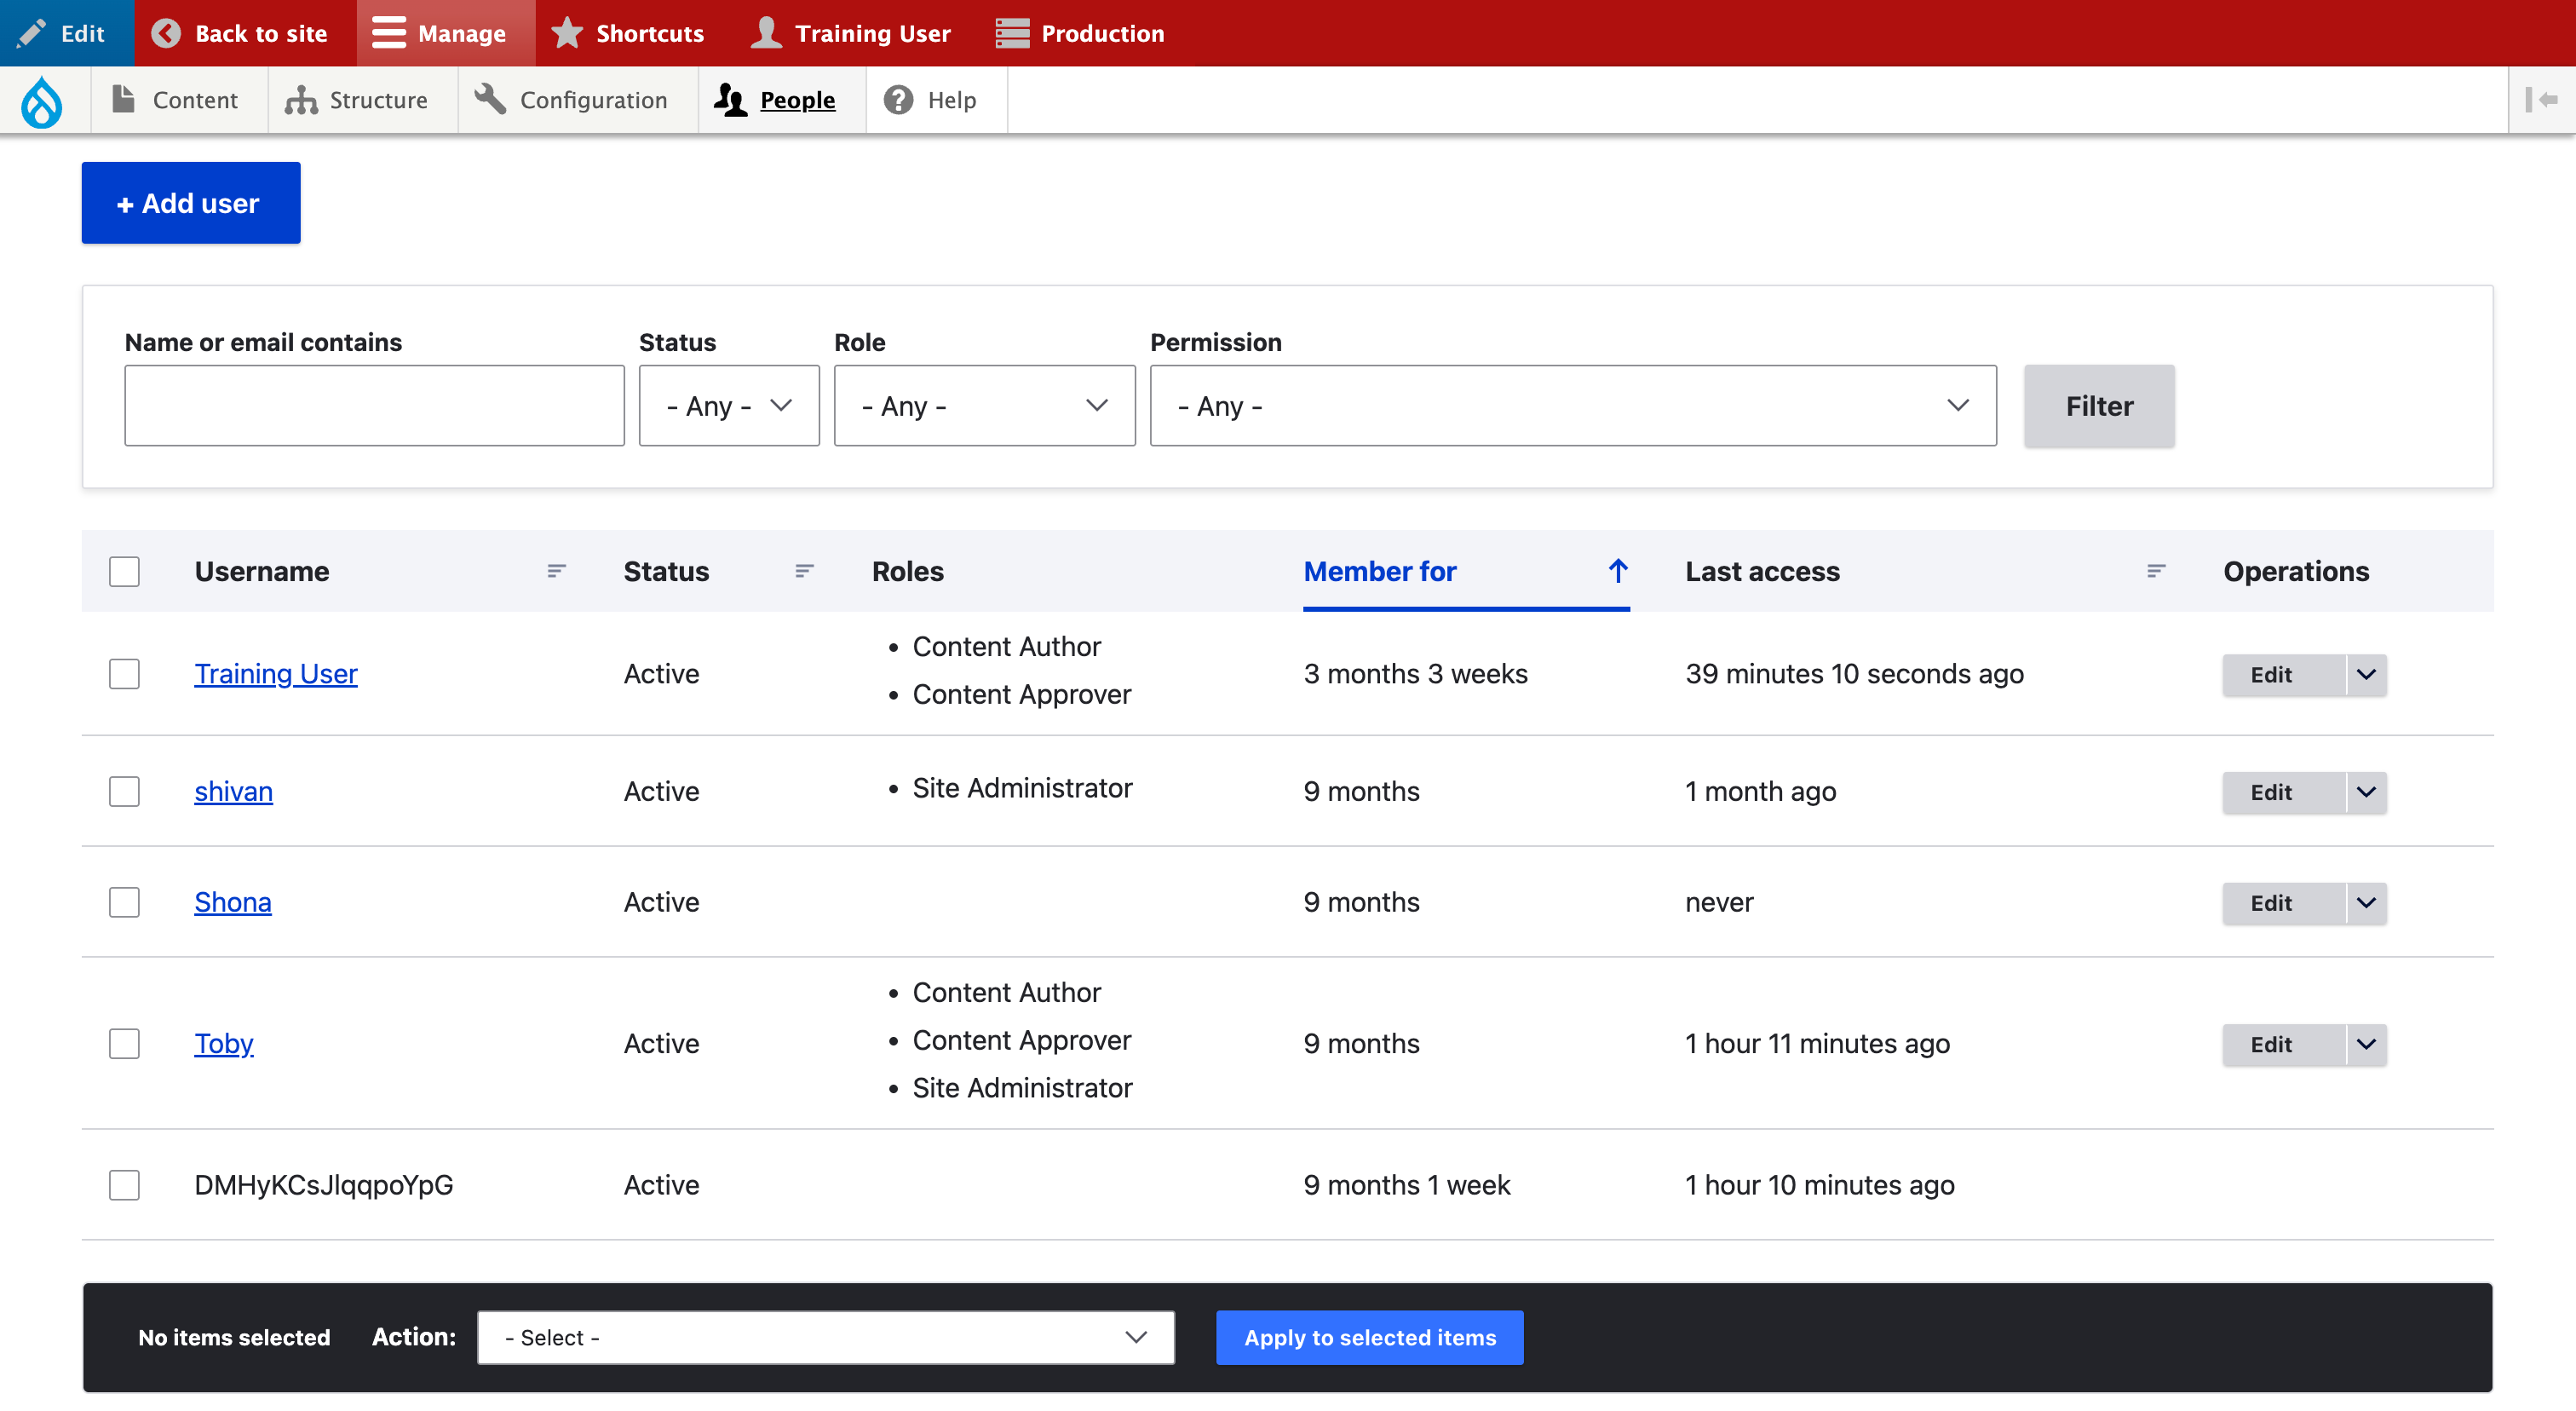 Edit Back to site Manage Shortcuts Training User Production
Content Structure Configuration People Help
+ Add user
Name or email contains Status Role Permission
- Any - - Any - - Any - Filter
Username Status Roles Member for Last access Operations
Training User Active • Content Author • Content Approver 3 months 3 weeks 39 minutes 10 seconds ago Edit
shivan Active • Site Administrator 9 months 1 month ago Edit
Shona Active 9 months never Edit
Toby Active • Content Author • Content Approver • Site Administrator 9 months 1 hour 11 minutes ago Edit
DMHyKCsJlqqpoYpG Active 9 months 1 week 1 hour 10 minutes ago
No items selected Action: - Select - Apply to selected items